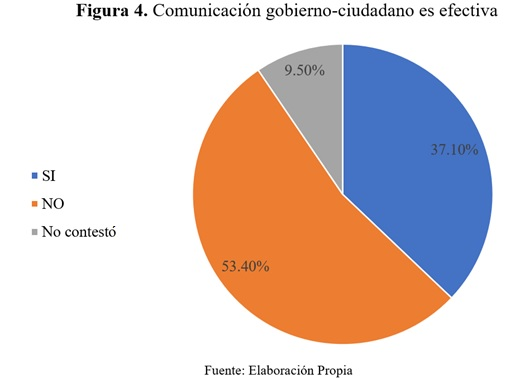 Figura 4. Comunicación gobierno-ciudadano es efectiva
9.50%
37.10%
SI
NO
No contestó
53.40%
Fuente: Elaboración Propia